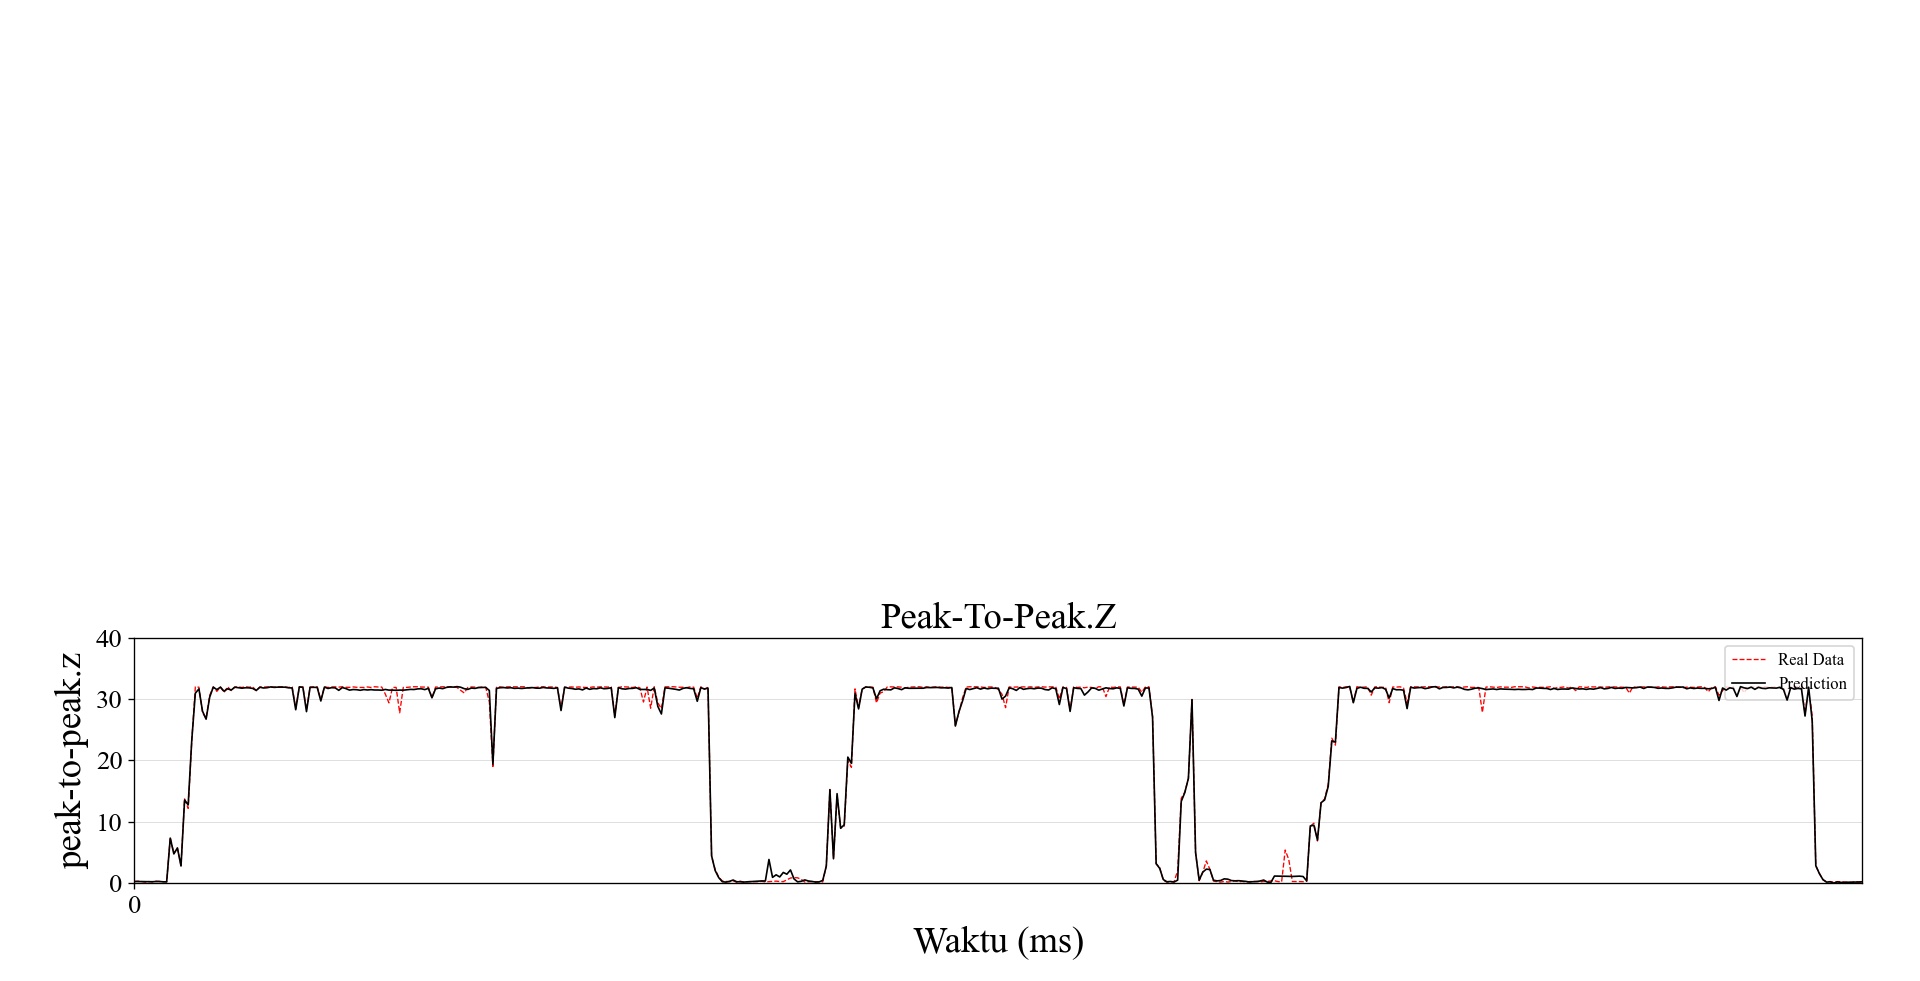 Peak-To-Peak.Z
peak-to-peak.z
40
30
20
10
0
0
Real Data
Prediction
Waktu (ms)